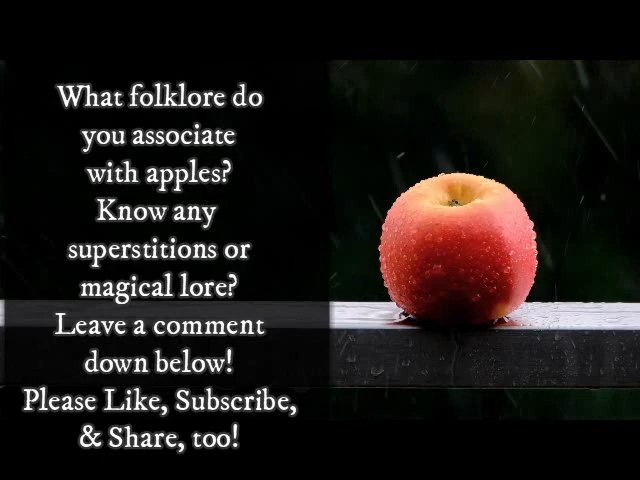 What folklore do
you associate
with apples?
Know any
superstitions or
magical lore?
Leave a comment
down below!
Please Like, Subscribe,
& Share, too!